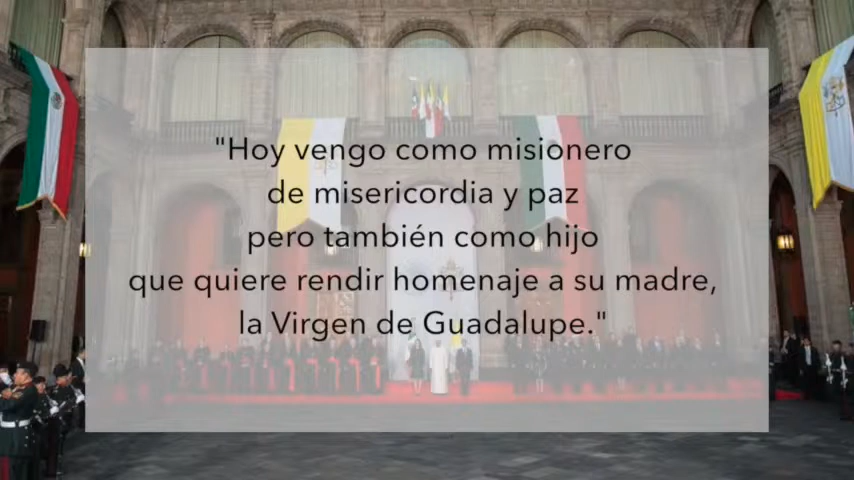 "Hoy vengo como misionero
de misericordia y paz
pero también como hijo
que quiere rendir homenaje a su madre,
la Virgen de Guadalupe."